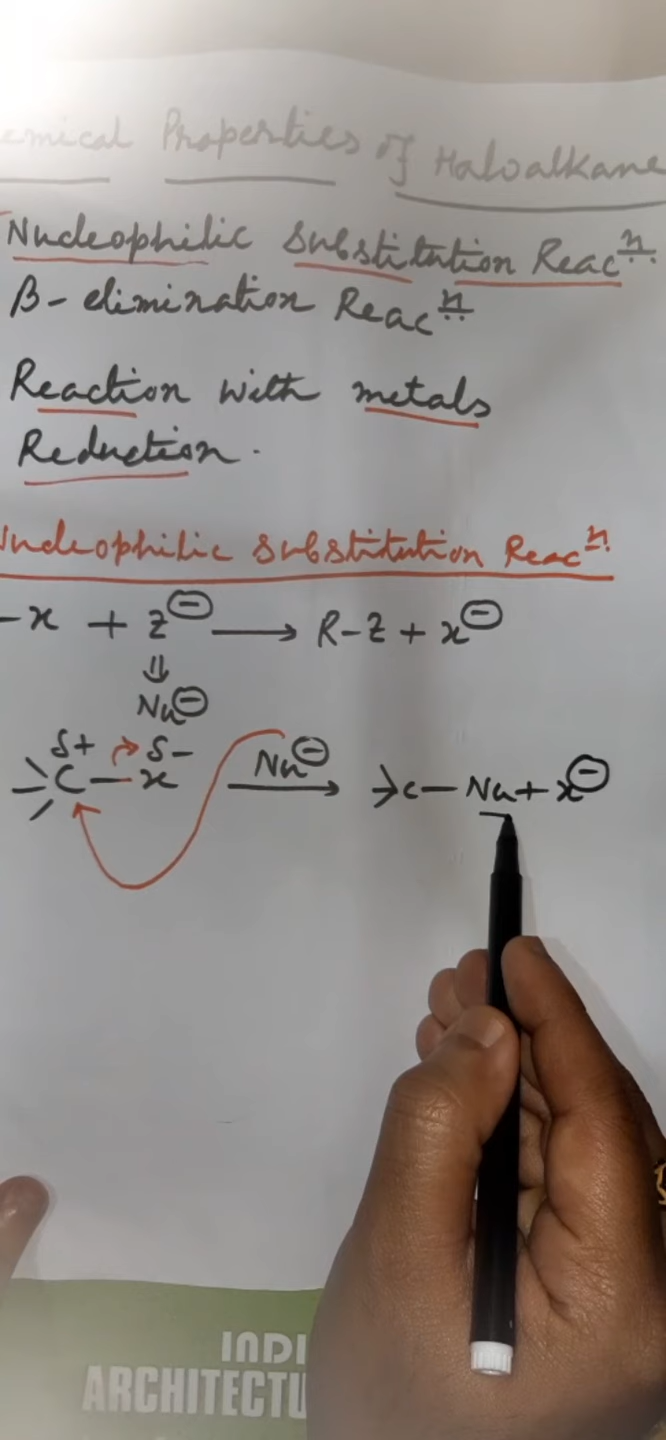 emical Properties of Haloalkane
Nucleophilic Substitution Reacⁿ
β- elimination Reacⁿ
Reaction with metals
Reduction.
Nucleophilic Substitution Reacⁿ
-x + Z⊖ → R-Z + x⊖
⇓
Nu⊖
δ+ δ-
C-x Nu⊖ → C-Nu+ x⊖
INDI
ARCHITECTU